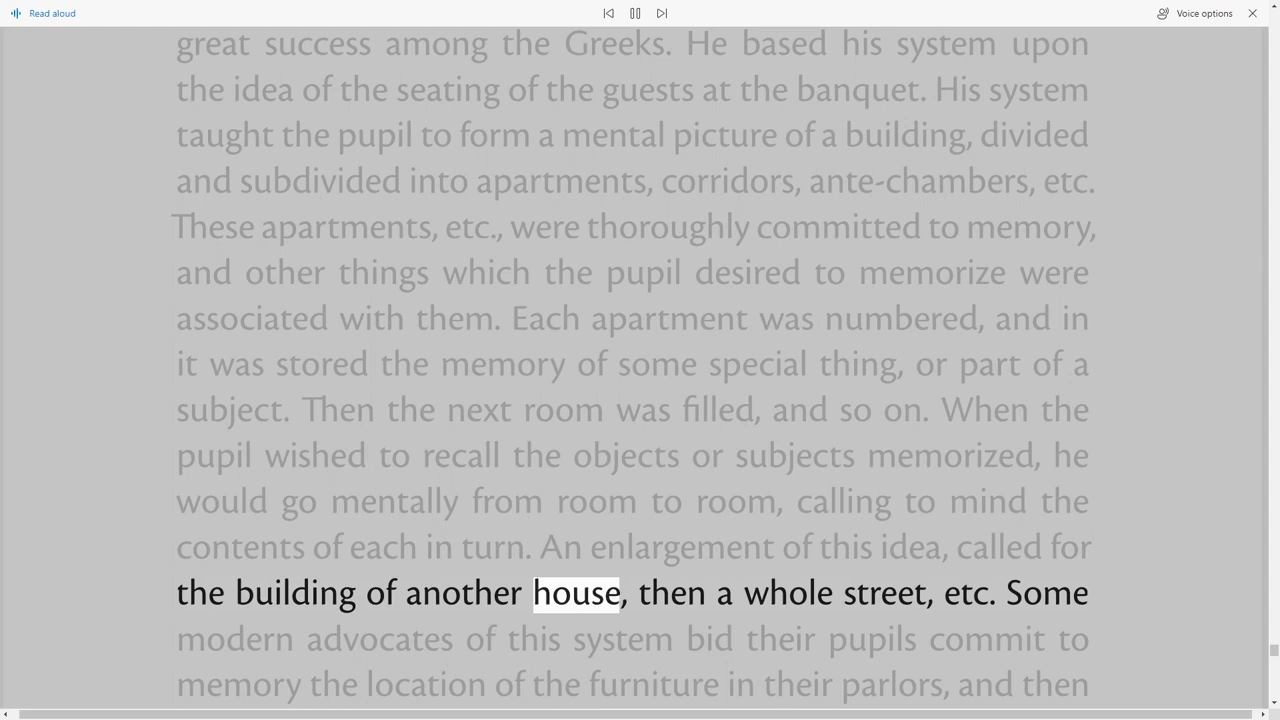 Read aloud
Voice options
great success among the Greeks. He based his system upon
the idea of the seating of the guests at the banquet. His system
taught the pupil to form a mental picture of a building, divided
and subdivided into apartments, corridors, ante-chambers, etc.
These apartments, etc., were thoroughly committed to memory,
and other things which the pupil desired to memorize were
associated with them. Each apartment was numbered, and in
it was stored the memory of some special thing, or part of a
subject. Then the next room was filled, and so on. When the
pupil wished to recall the objects or subjects memorized, he
would go mentally from room to room, calling to mind the
contents of each in turn. An enlargement of this idea, called for
the building of another house, then a whole street, etc. Some
modern advocates of this system bid their pupils commit to
memory the location of the furniture in their parlors, and then